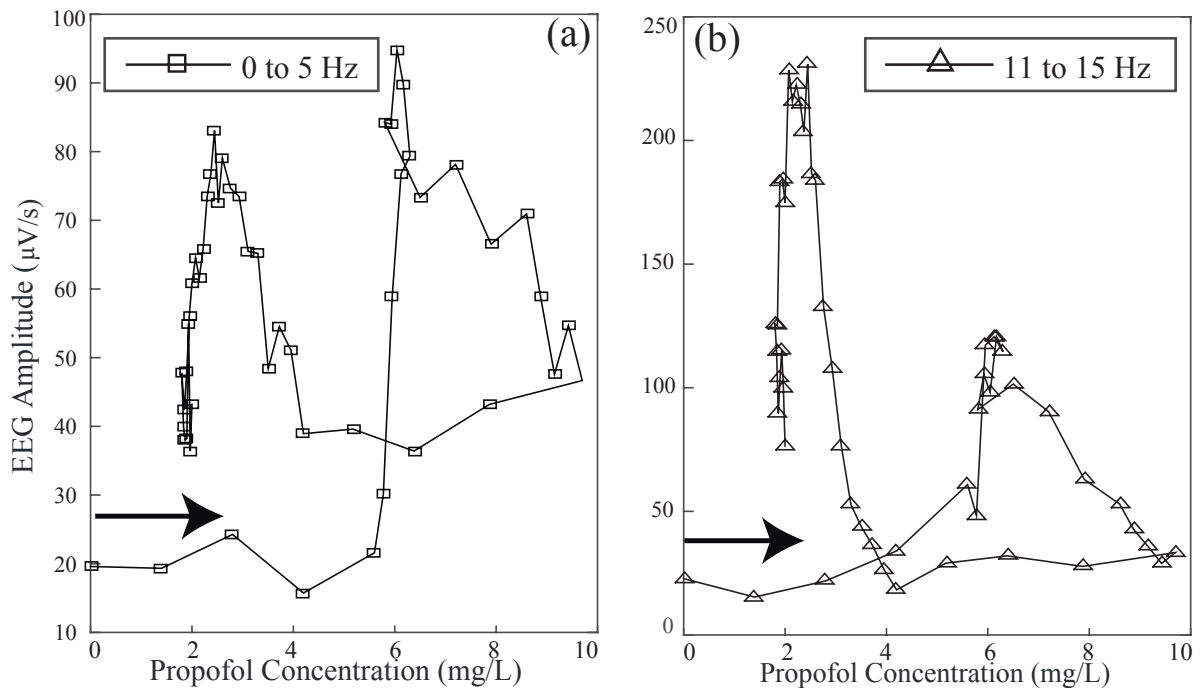 (a)
0 to 5 Hz
100
90
80
70
60
50
40
30
20
10
EEG Amplitude (µV/s)
0 2 4 6 8 10
Propofol Concentration (mg/L)
(b)
11 to 15 Hz
250
200
150
100
50
0
0 2 4 6 8 10
Propofol Concentration (mg/L)